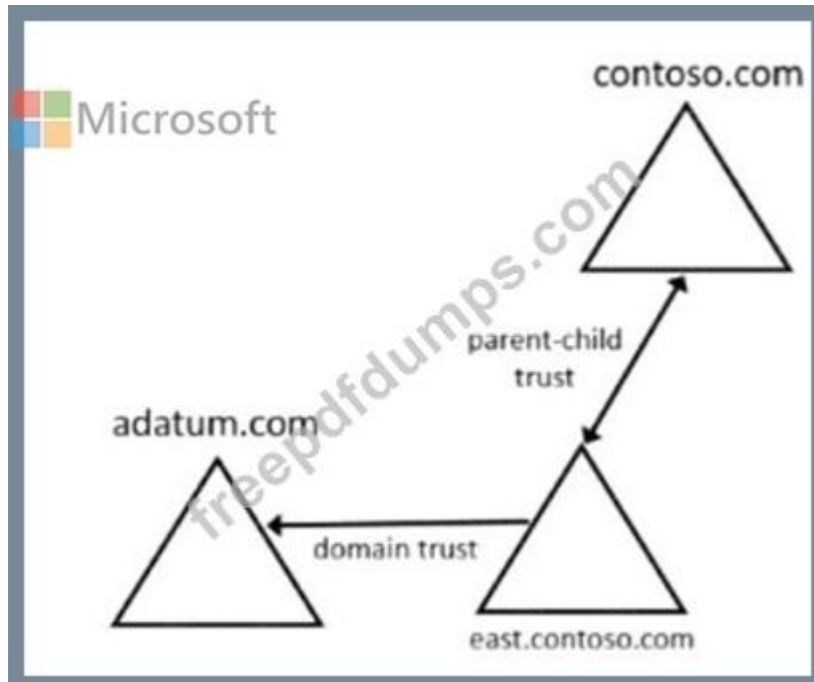 contoso.com
Microsoft
freepdfdumps.com
parent-child
trust
adatum.com
domain trust
east.contoso.com